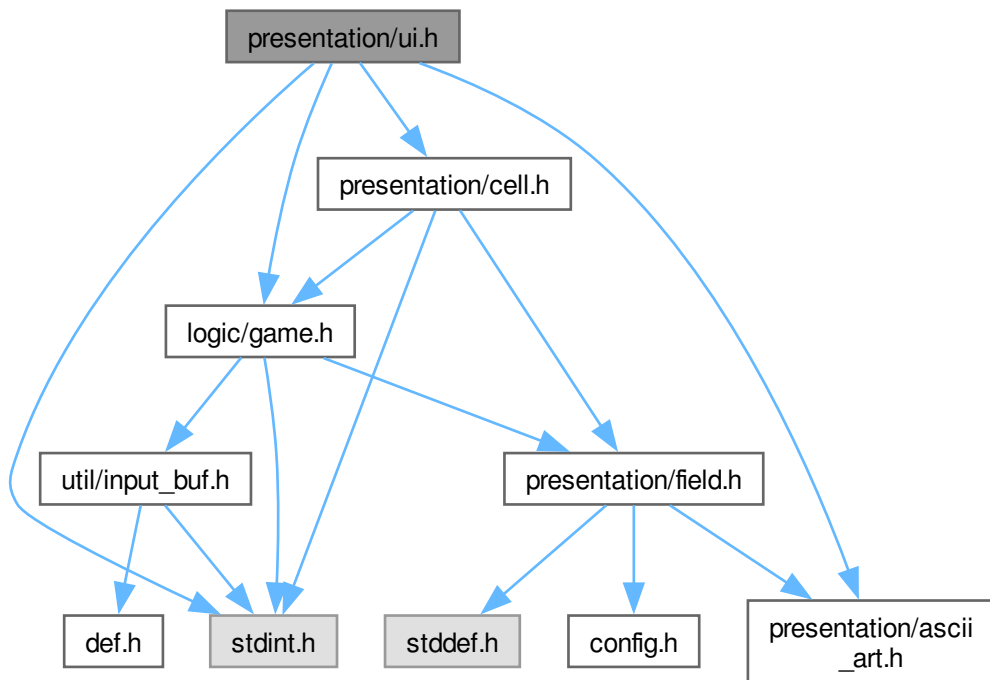 presentation/ui.h
presentation/cell.h
logic/game.h
util/input_buf.h
presentation/field.h
def.h
stdint.h
stddef.h
config.h
presentation/ascii
_art.h